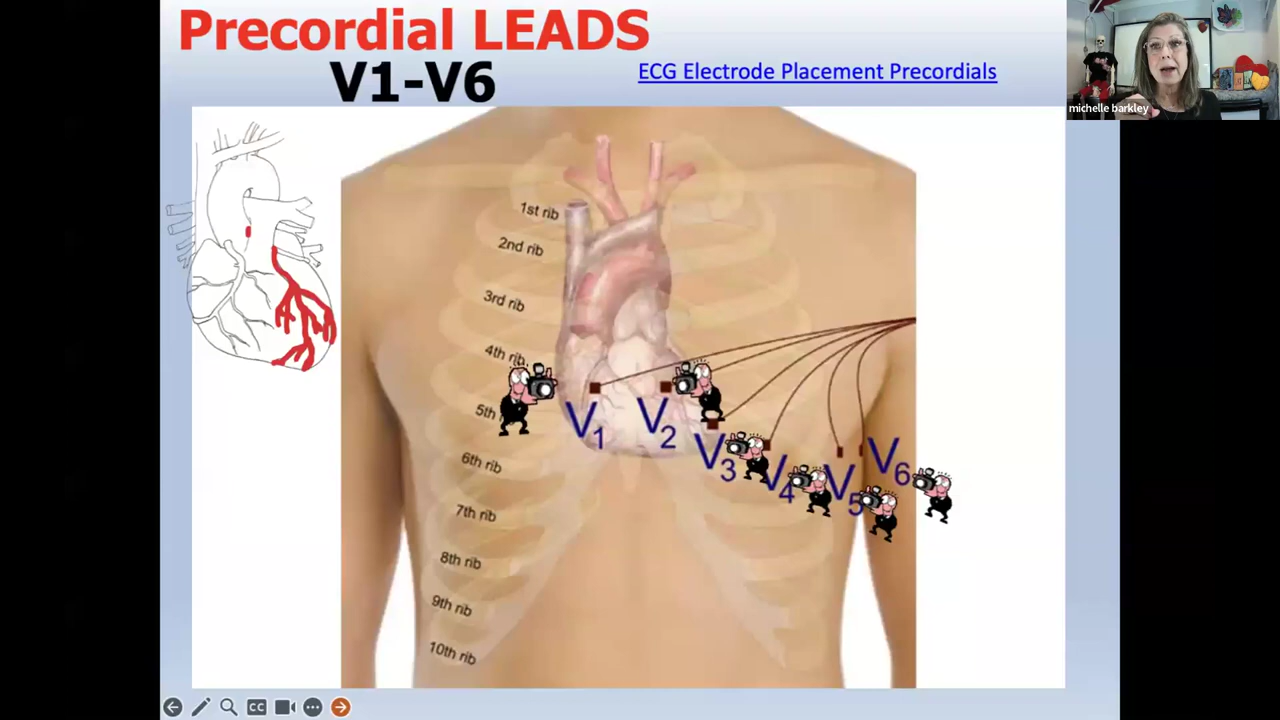 Precordial LEADS
V1-V6
ECG Electrode Placement Precordials
michelle barkley
1st rib
2nd rib
3rd rib
4th rib
5th
6th rib
7th rib
8th rib
9th rib
10th rib
V1
V2
V3
V4
V5
V6
CC